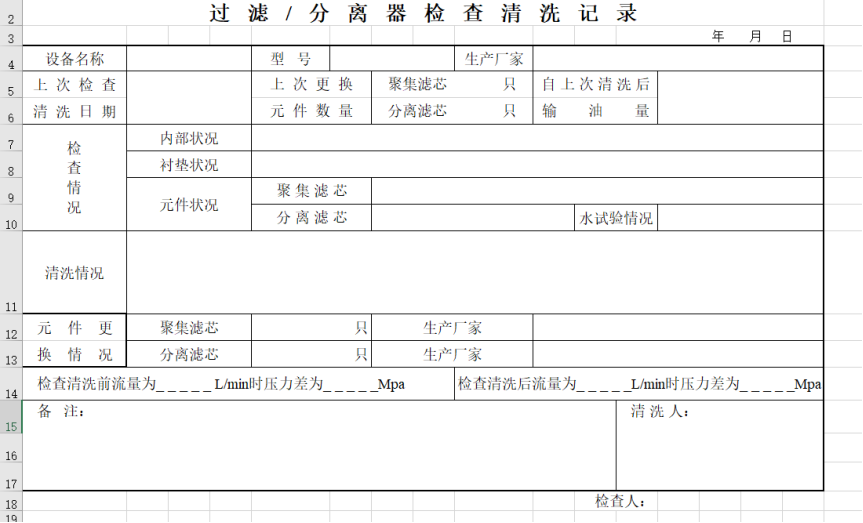 2
过滤/分离器检查清洗记录
3
年 月 日
4
设备名称 型 号 生产厂家
5
上次检查 上次更换 聚集滤芯 只 自上次清洗后
6
清洗日期 元件数量 分离滤芯 只 输 油 量
7
检查情况
内部状况
8
衬垫状况
9
元件状况 聚集滤芯
10
分离滤芯 水试验情况
11
清洗情况
12
元 件 更 聚集滤芯 只 生产厂家
13
换 情 况 分离滤芯 只 生产厂家
14
检查清洗前流量为_ _ _ _ _ L/min时压力差为_ _ _ _ _Mpa 检查清洗后流量为_ _ _ _ _L/min时压力差为_ _ _ _ _Mpa
15
备 注: 清洗人:
16
17
18
检查人:
19